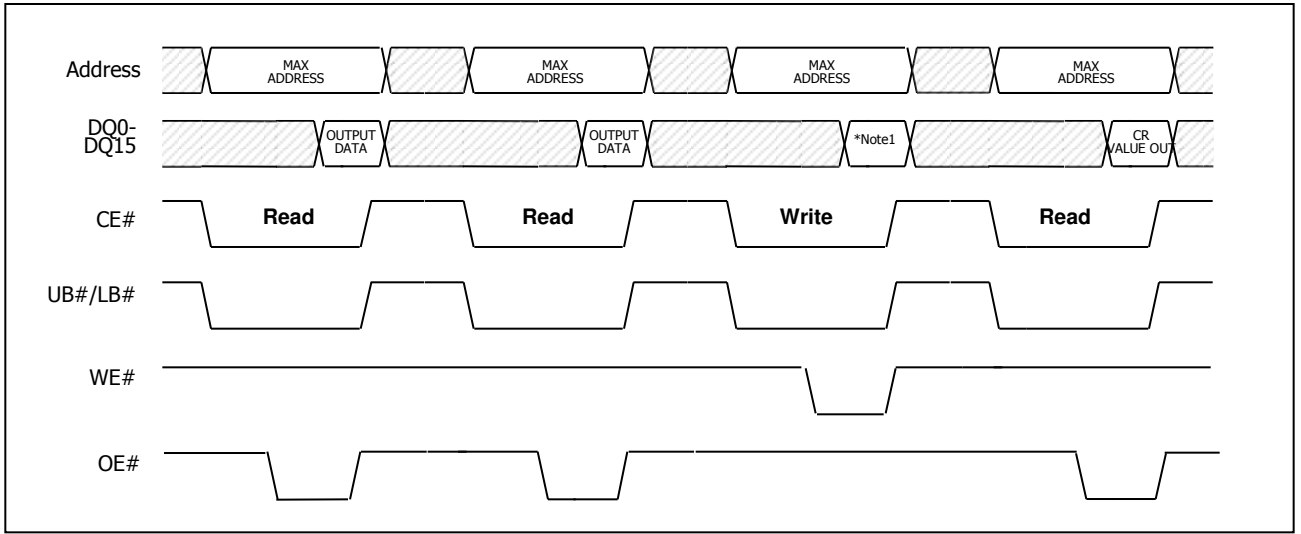 Address
MAX
ADDRESS
MAX
ADDRESS
MAX
ADDRESS
MAX
ADDRESS
DQ0-
DQ15
OUTPUT
DATA
OUTPUT
DATA
*Note1
CR
VALUE OUT
CE#
Read
Read
Write
Read
UB#/LB#
WE#
OE#